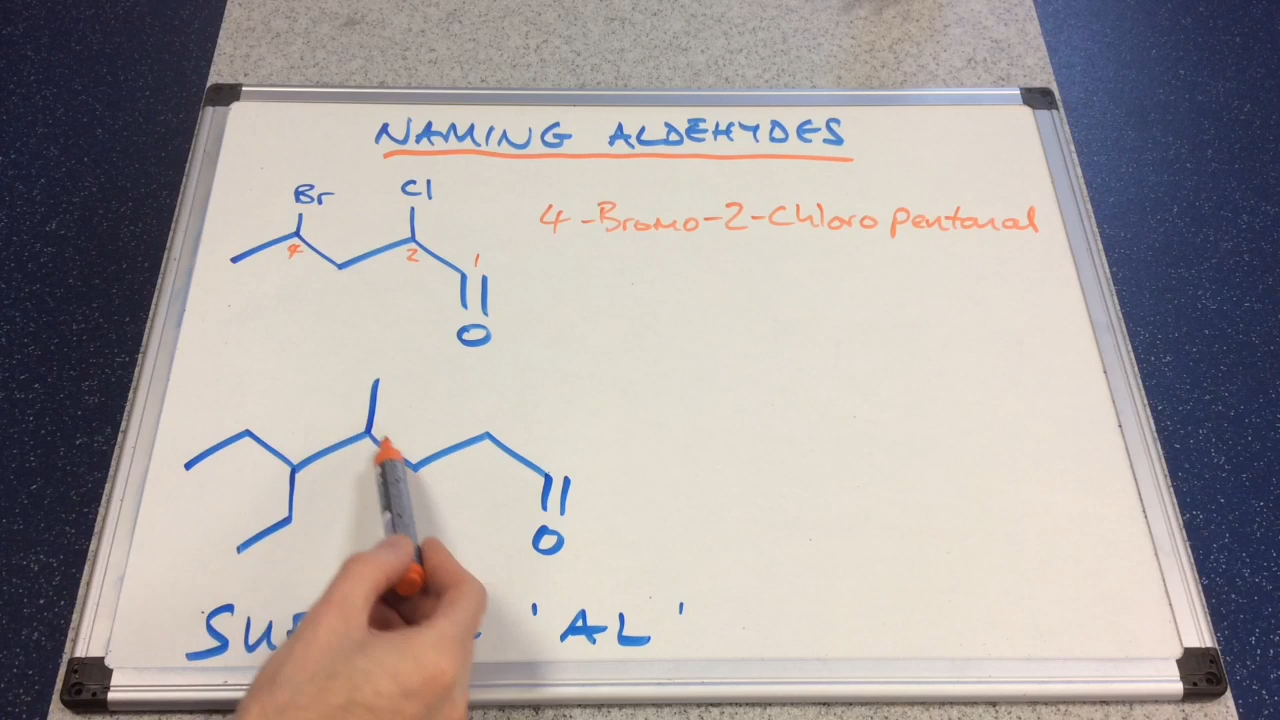 NAMING ALDEHYDES
Br
Cl
4-Bromo-2-Chloro pentanal
4
2
1
O
O
'AL'